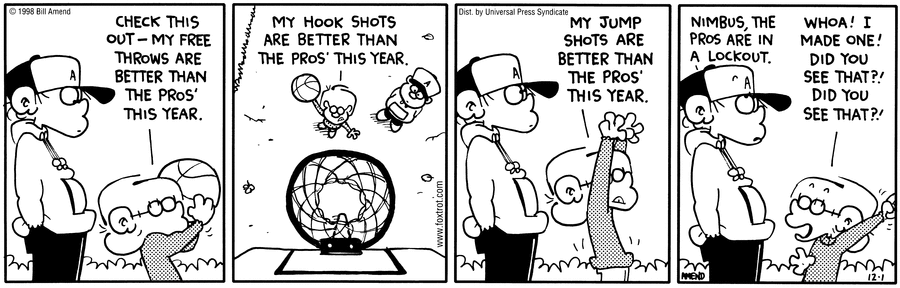 © 1998 Bill Amend
CHECK THIS
OUT — MY FREE
THROWS ARE
BETTER THAN
THE PROS'
THIS YEAR.
A
MY HOOK SHOTS
ARE BETTER THAN
THE PROS' THIS YEAR.
A
www.foxtrot.com
Dist. by Universal Press Syndicate
MY JUMP
SHOTS ARE
BETTER THAN
THE PROS'
THIS YEAR.
A
NIMBUS, THE
PROS ARE IN
A LOCKOUT.
A
WHOA! I
MADE ONE!
DID YOU
SEE THAT?!
DID YOU
SEE THAT?!
AMEND
12·1